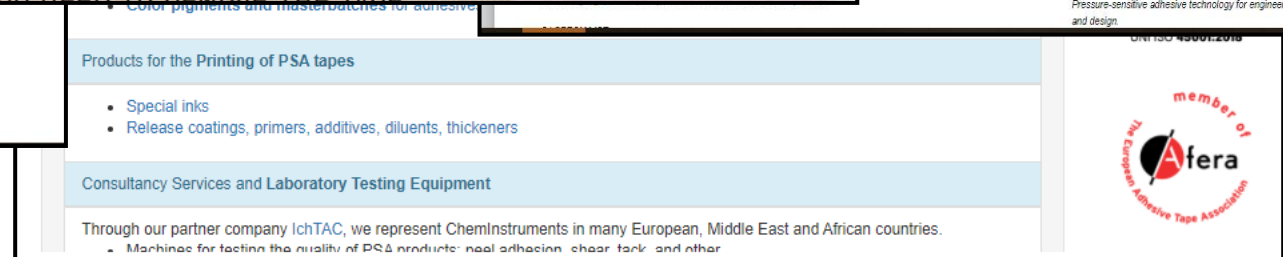 Color pigments and masterbatches for adhesives
Pressure-sensitive adhesive technology for engineer
and design.
UNI ISO 45001:2018
Products for the Printing of PSA tapes
Special inks
Release coatings, primers, additives, diluents, thickeners
Consultancy Services and Laboratory Testing Equipment
Through our partner company IchTAC, we represent ChemInstruments in many European, Middle East and African countries.
Machines for testing the quality of PSA products: peel adhesion, shear, tack, and other
member of
Afera
The European Adhesive Tape Association